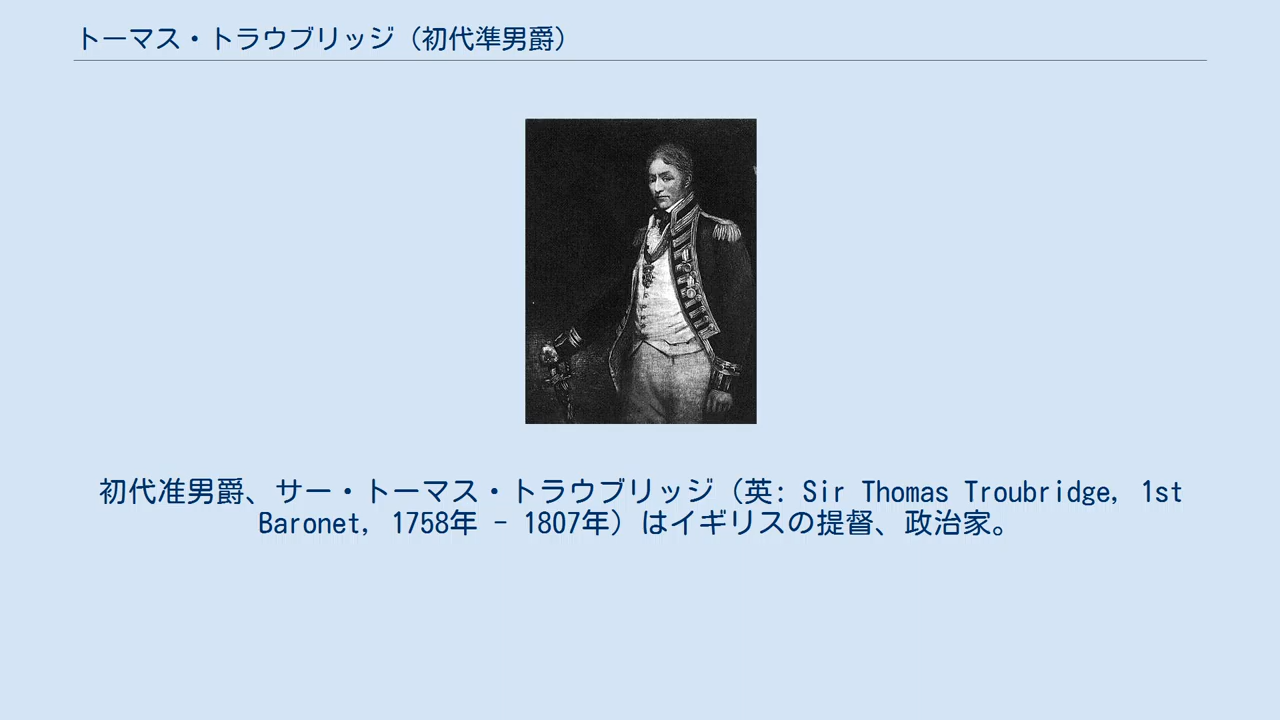 トーマス・トラウブリッジ（初代準男爵）
初代准男爵、サー・トーマス・トラウブリッジ（英: Sir Thomas Troubridge, 1st
Baronet, 1758年 - 1807年）はイギリスの提督、政治家。